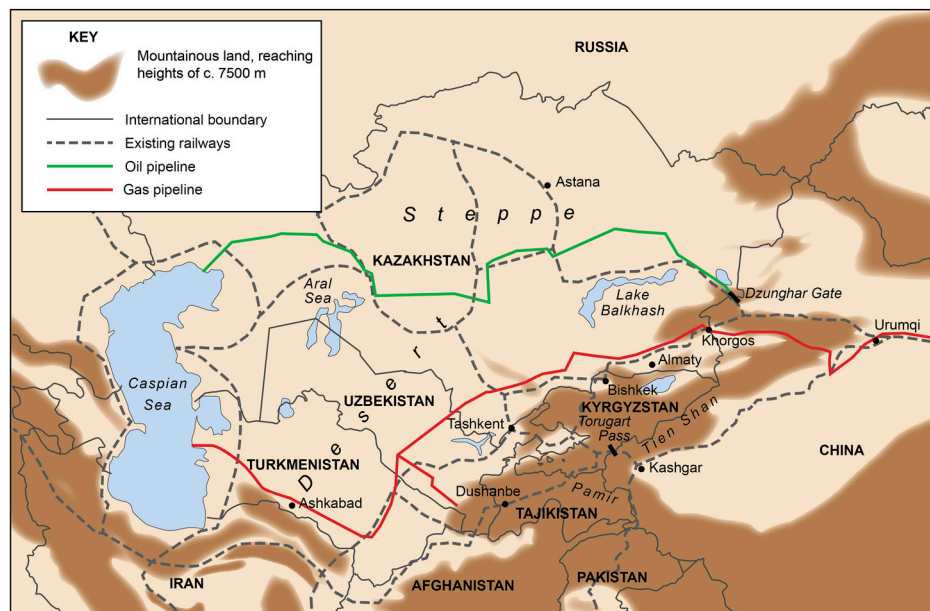 KEY
Mountainous land, reaching
heights of c. 7500 m
International boundary
Existing railways
Oil pipeline
Gas pipeline
RUSSIA
Astana
Steppe
KAZAKHSTAN
Aral
Sea
Lake
Balkhash
Dzunghar Gate
Urumqi
Khorgos
Almaty
Caspian
Sea
Bishkek
UZBEKISTAN
KYRGYZSTAN
Tashkent
Torugart
Pass
Tien Shan
CHINA
TURKMENISTAN
Desert
Kashgar
Dushanbe
Pamir
Ashkabad
TAJIKISTAN
IRAN
AFGHANISTAN
PAKISTAN